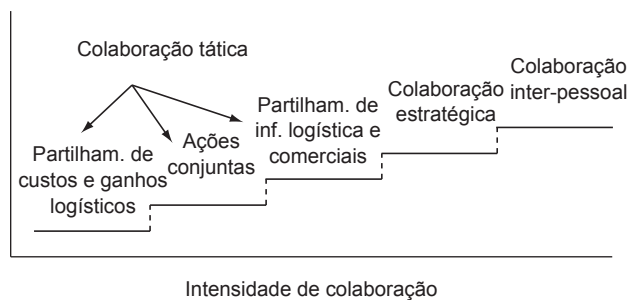 Colaboração tática
Partilham. de
custos e ganhos
logísticos
Ações
conjuntas
Partilham. de
inf. logística e
comerciais
Colaboração
estratégica
Colaboração
inter-pessoal
Intensidade de colaboração